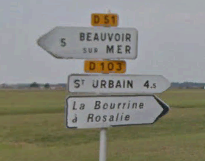 D 51
5 BEAUVOIR
SUR MER
D 103
ST URBAIN 4.5
La Bourrine
à Rosalie